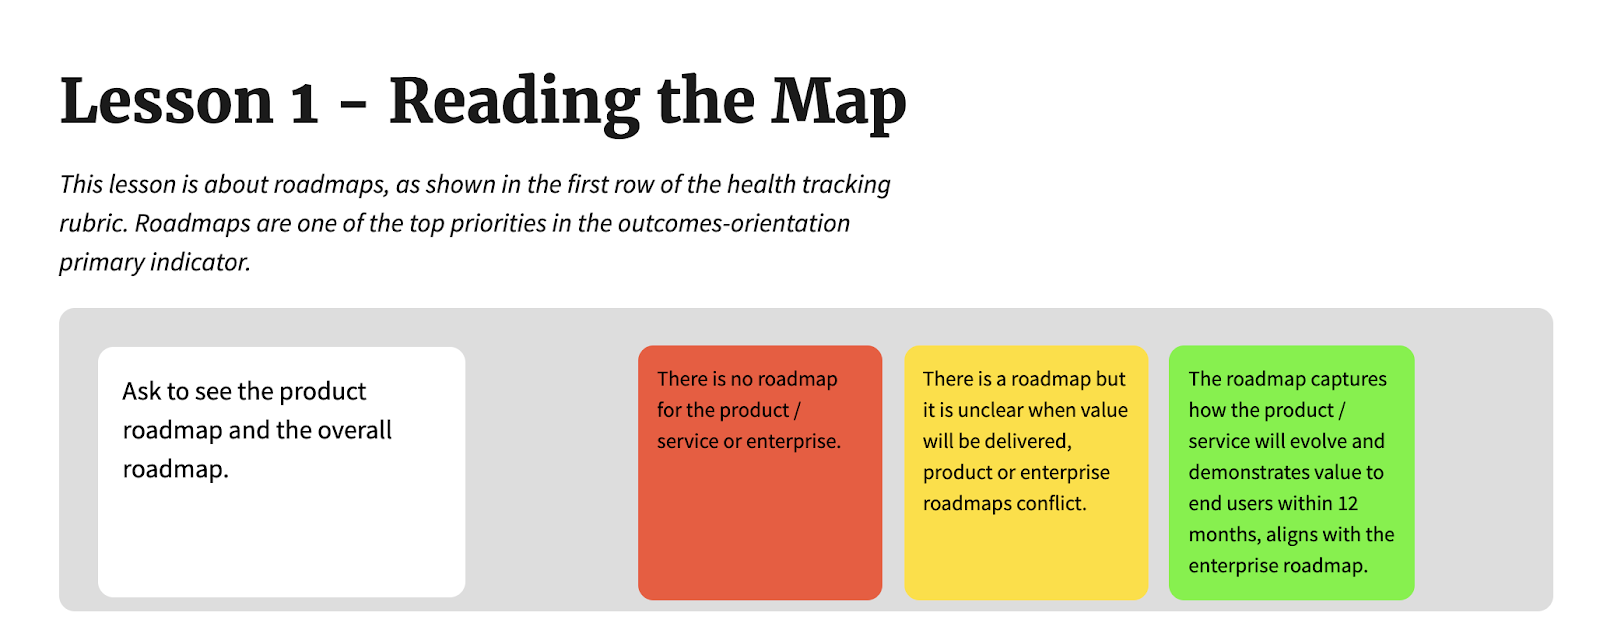 Lesson 1 - Reading the Map
This lesson is about roadmaps, as shown in the first row of the health tracking
rubric. Roadmaps are one of the top priorities in the outcomes-orientation
primary indicator.
Ask to see the product
roadmap and the overall
roadmap.
There is no roadmap
for the product /
service or enterprise.
There is a roadmap but
it is unclear when value
will be delivered,
product or enterprise
roadmaps conflict.
The roadmap captures
how the product /
service will evolve and
demonstrates value to
end users within 12
months, aligns with the
enterprise roadmap.